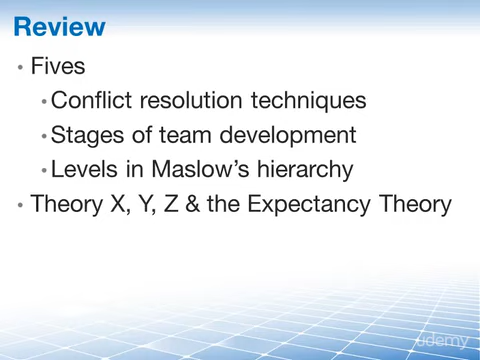 Review
• Fives
• Conflict resolution techniques
• Stages of team development
• Levels in Maslow's hierarchy
• Theory X, Y, Z & the Expectancy Theory
udemy